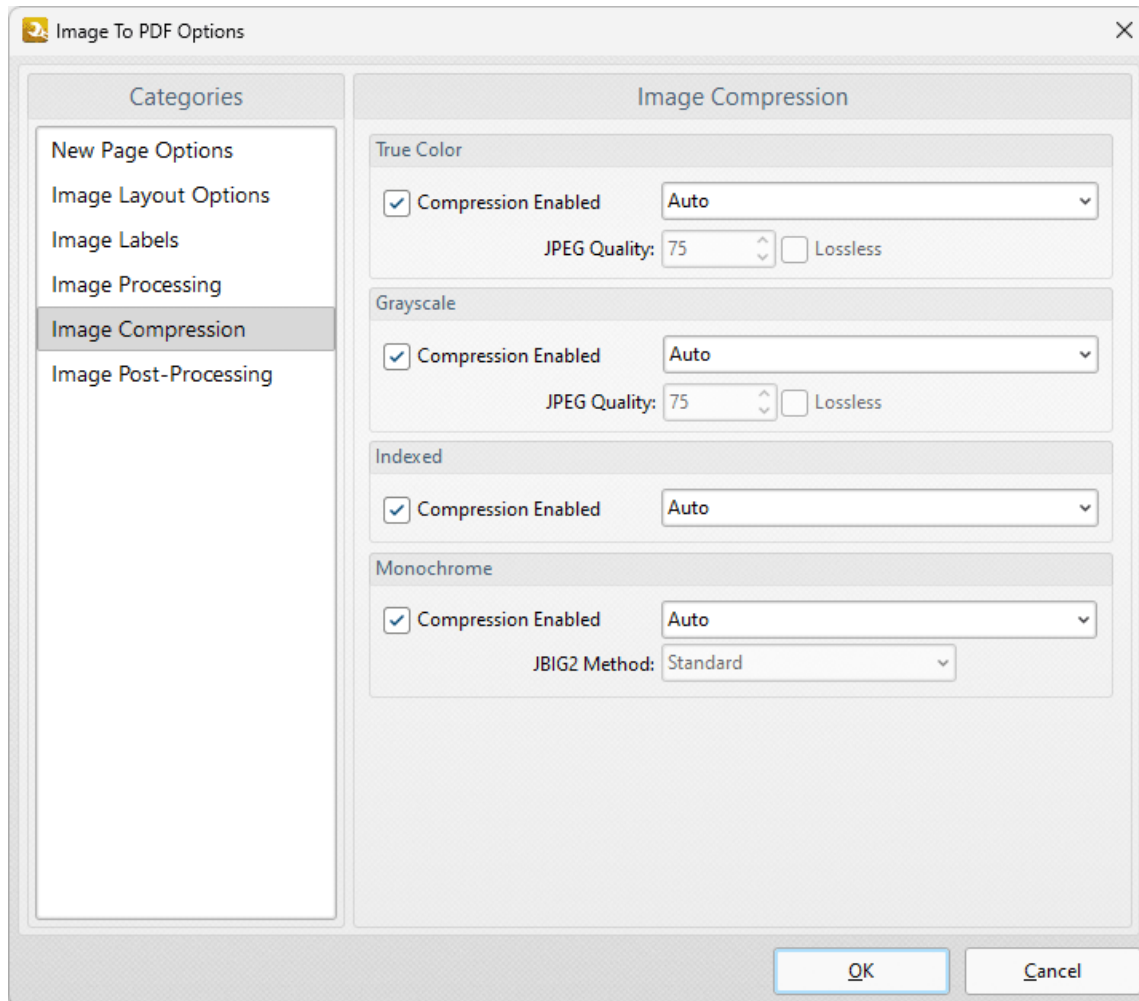 Image To PDF Options
Categories
New Page Options
Image Layout Options
Image Labels
Image Processing
Image Compression
Image Post-Processing
Image Compression
True Color
Compression Enabled Auto
JPEG Quality: 75 Lossless
Grayscale
Compression Enabled Auto
JPEG Quality: 75 Lossless
Indexed
Compression Enabled Auto
Monochrome
Compression Enabled Auto
JBIG2 Method: Standard
OK Cancel